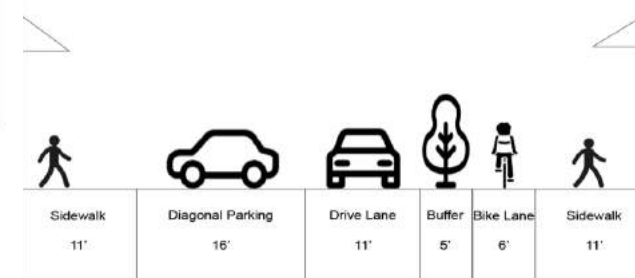 Sidewalk Diagonal Parking Drive Lane Buffer Bike Lane Sidewalk
11' 16' 11' 5' 6' 11'